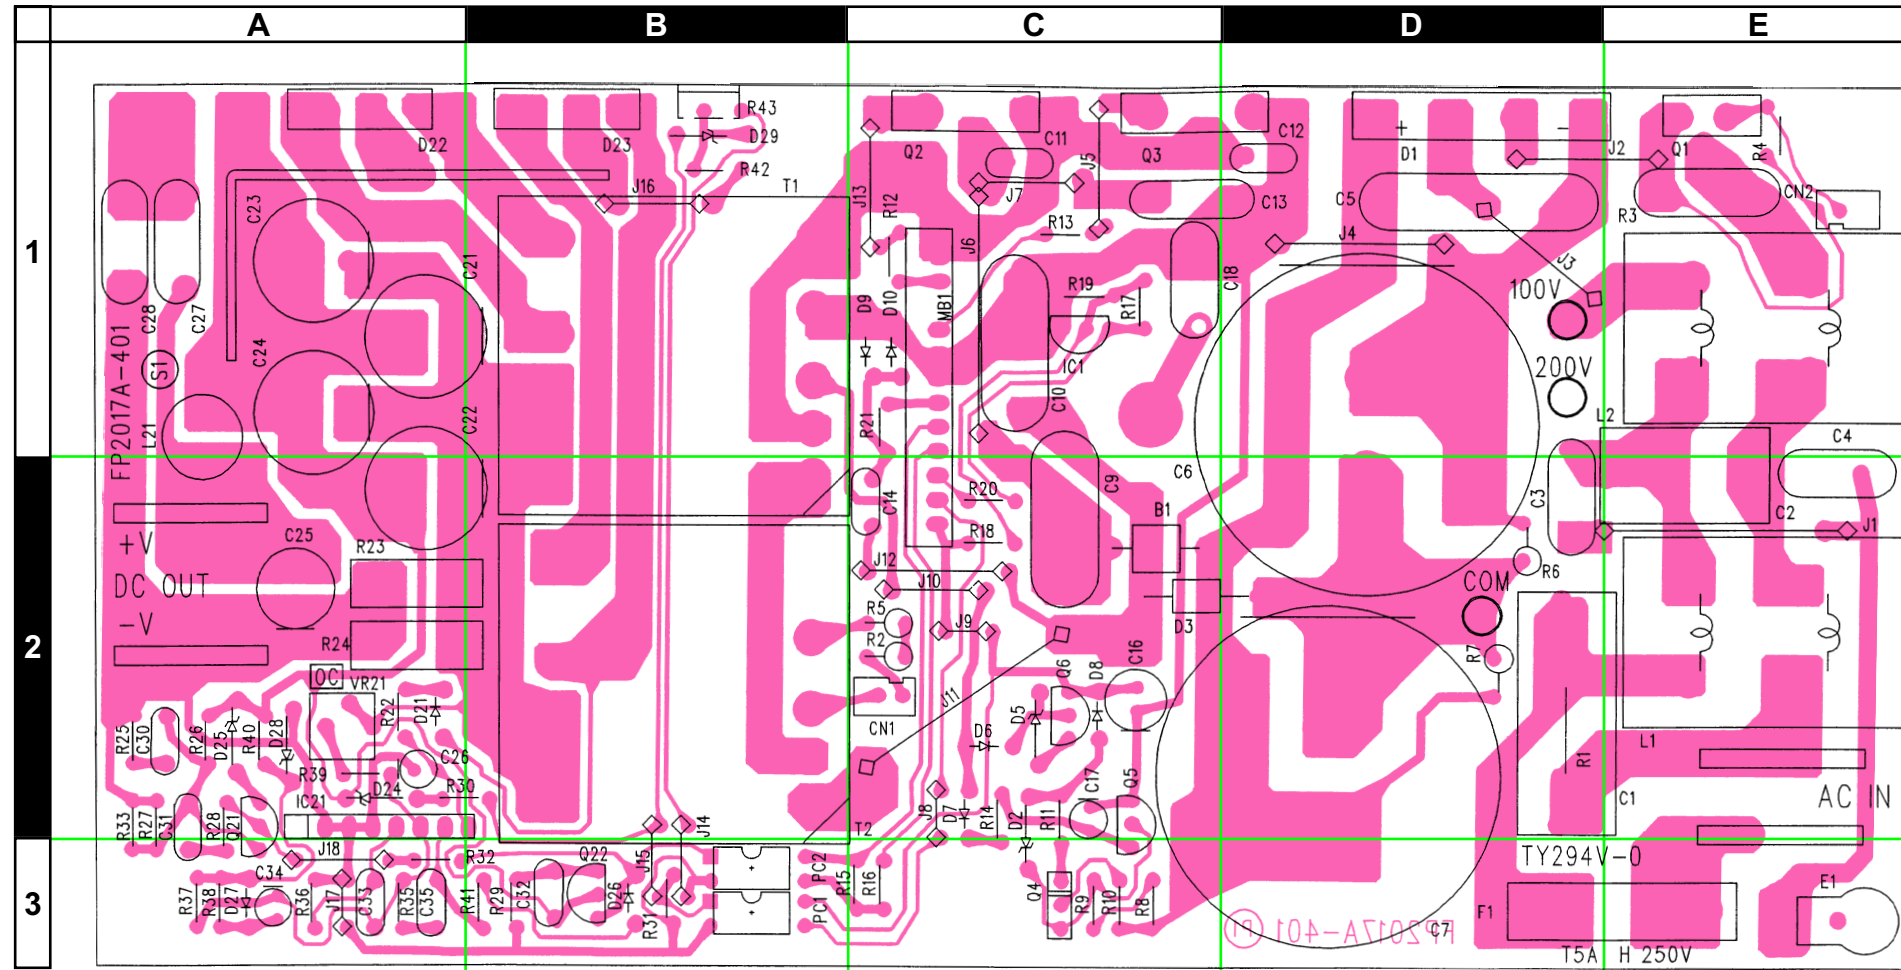 A B C D E
1
2
3
R43
D29
R42
D22
D23
T1
J16
C23
C21
C28
C27
C24
C22
FP2017A-401
S1
L21
+V
DC OUT
-V
C25
R23
R24
OC
VR21
R22
D21
R25
C30
R26
D25
R40
D28
R39
D24
C26
R30
IC21
R33
R27
C31
R28
Q21
J18
R32
C34
R37
R38
D27
R36
J17
C33
R35
C35
R41
R29
C32
Q22
D26
R31
J15
J14
PC2
PC1
T2
Q2
C11
J5
Q3
C12
J13
R12
J7
C13
J6
R13
C18
R19
R17
D9
D10
MB1
IC1
C10
R21
C14
R20
R18
C9
C6
B1
J12
J10
R5
R2
J9
D3
CN1
J11
Q6
D8
C16
D5
D6
J8
D7
R14
D2
R11
C17
Q5
R15
R16
Q4
R9
R10
R8
+
-
D1
J2
Q1
R4
C5
R3
CN2
J4
J3
100V
200V
L2
C4
C3
C2
J1
R6
COM
R7
R1
C1
L1
AC IN
TY294V-0
E1
F1
C7
FP2017A-401
P1
T5A H 250V